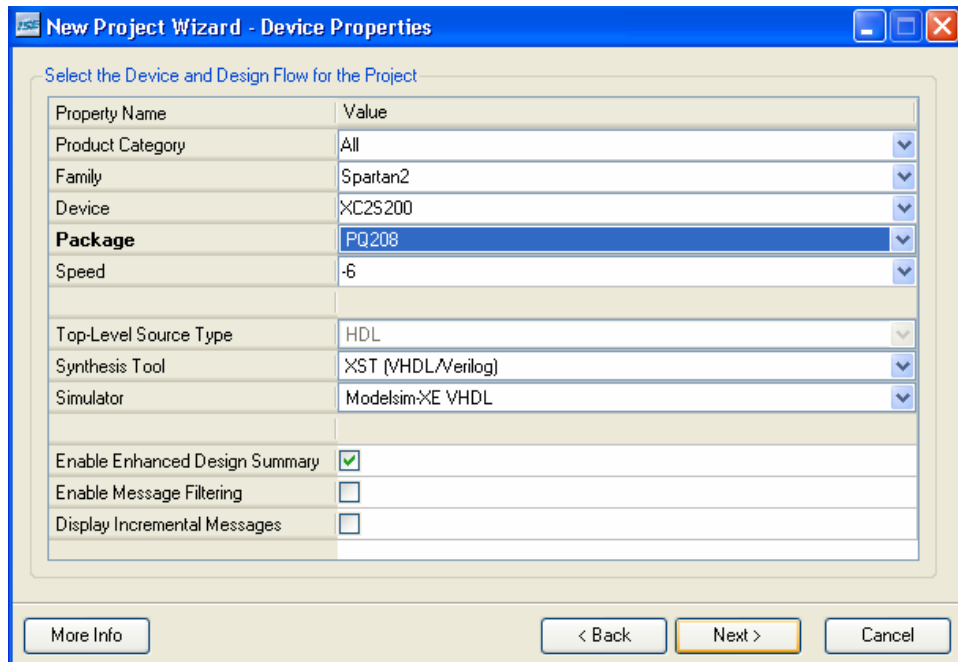 ISE New Project Wizard - Device Properties
Select the Device and Design Flow for the Project
Property Name Value
Product Category All
Family Spartan2
Device XC2S200
Package PQ208
Speed -6
Top-Level Source Type HDL
Synthesis Tool XST (VHDL/Verilog)
Simulator Modelsim-XE VHDL
Enable Enhanced Design Summary
Enable Message Filtering
Display Incremental Messages
More Info < Back Next > Cancel